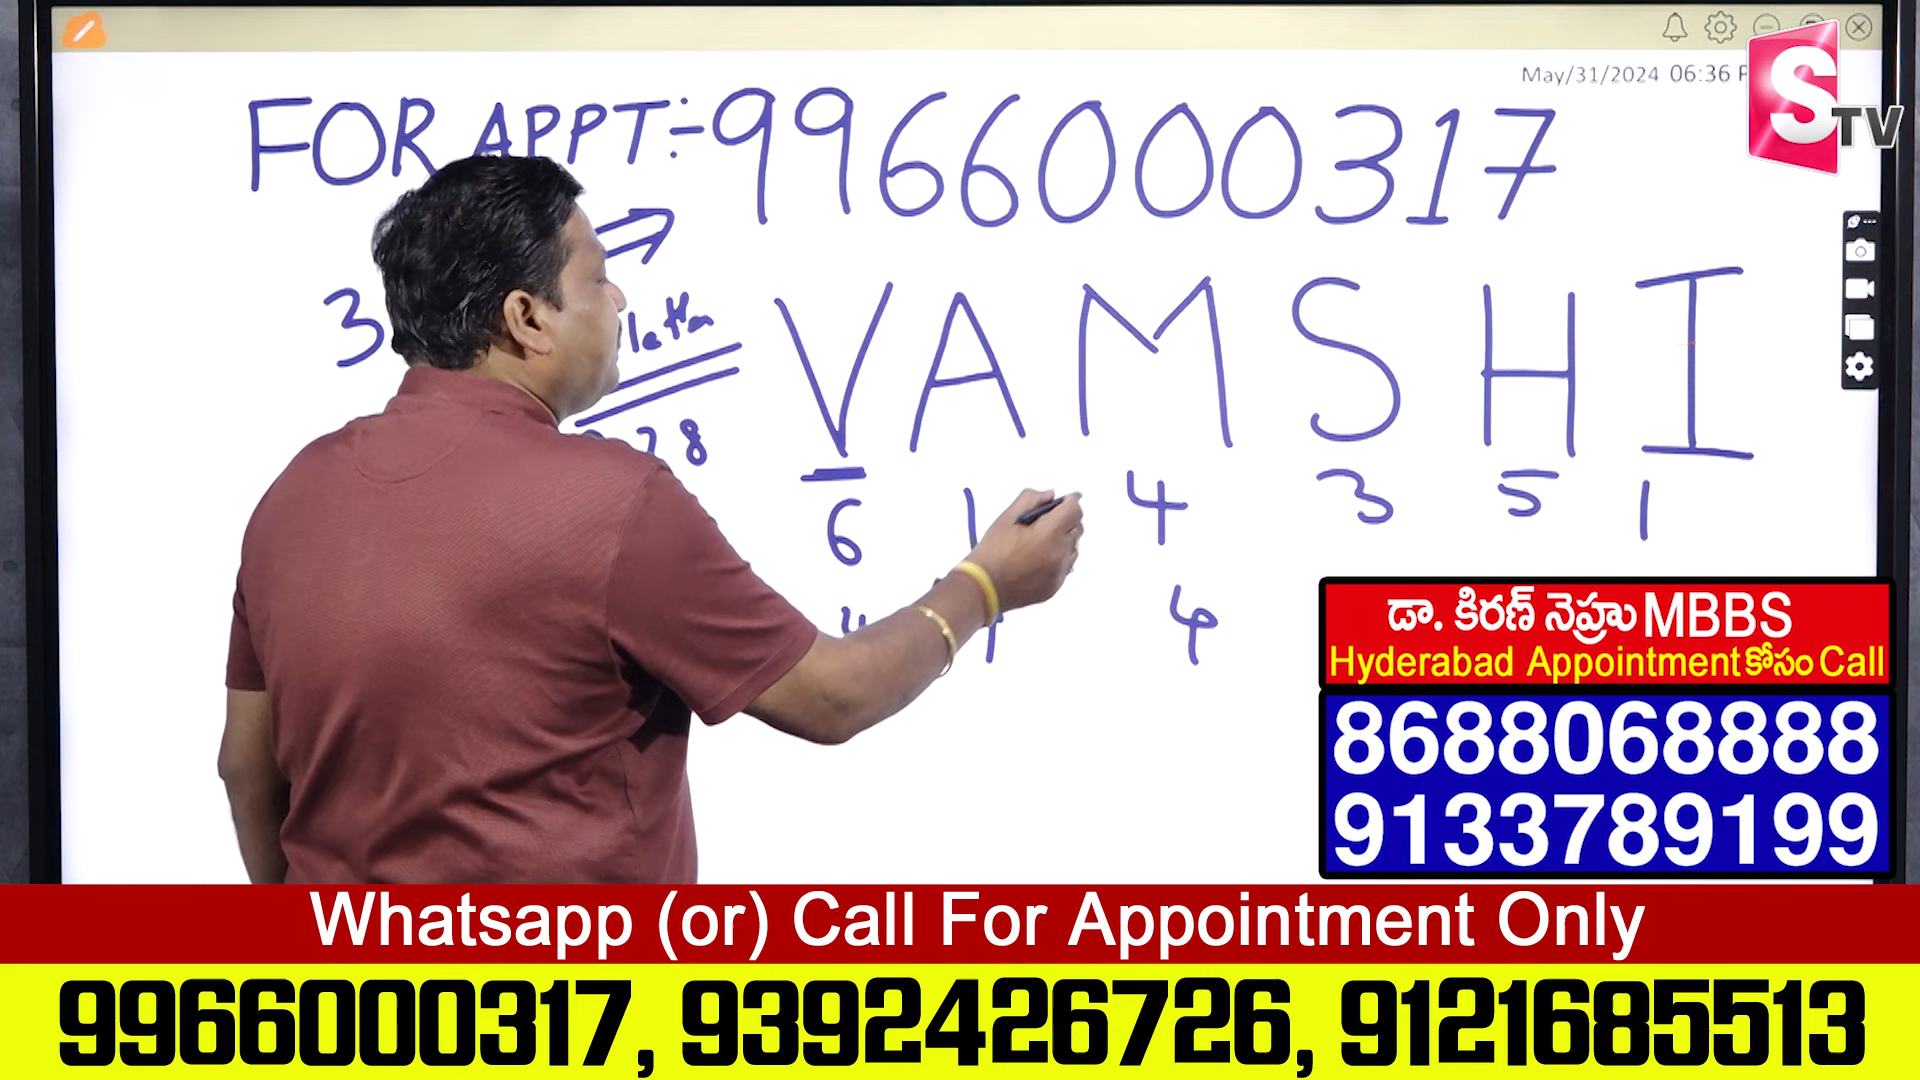 May/31/2024 06:36 P
S
TV
FOR APPT:-9966000317
3
VAMSHI
6 1 4 3 5 1
4
డా. కిరణ్ నెహ్రు MBBS
Hyderabad Appointment కోసం Call
8688068888
9133789199
Whatsapp (or) Call For Appointment Only
9966000317, 9392426726, 9121685513